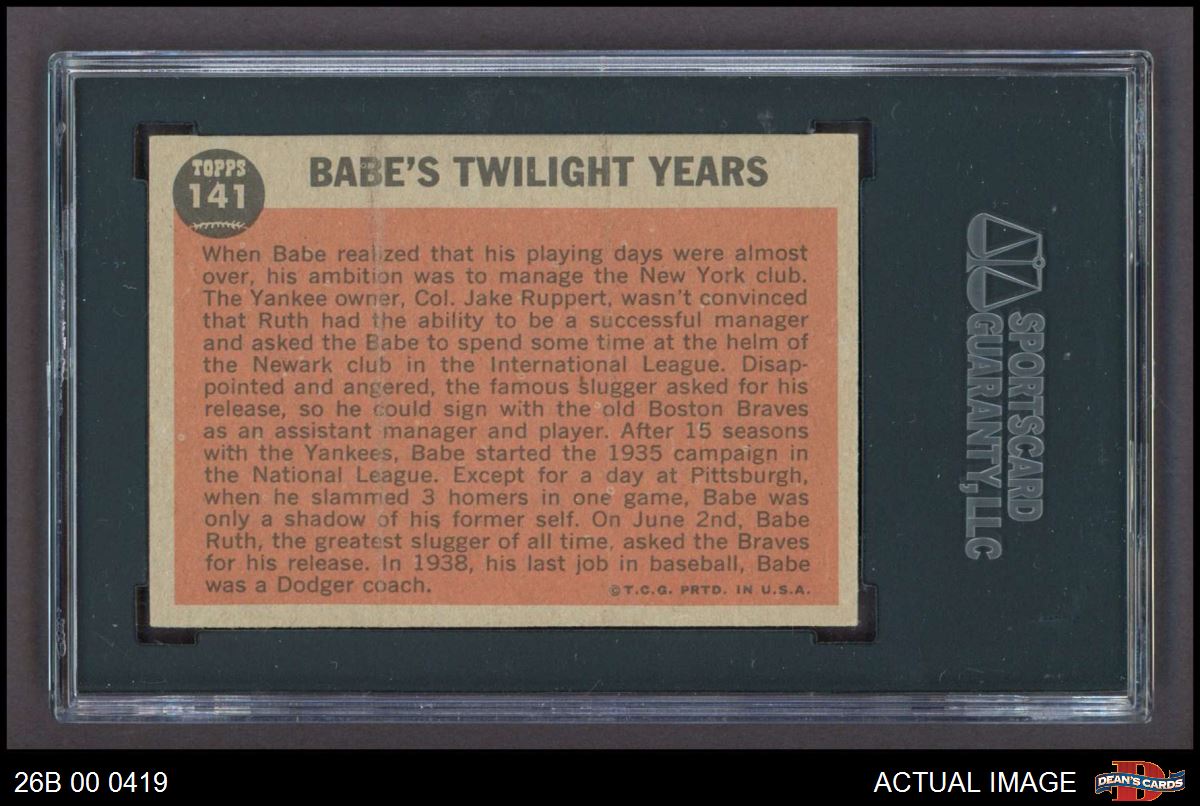 TOPPS
141
BABE'S TWILIGHT YEARS
When Babe realized that his playing days were almost
over, his ambition was to manage the New York club.
The Yankee owner, Col. Jake Ruppert, wasn't convinced
that Ruth had the ability to be a successful manager
and asked the Babe to spend some time at the helm of
the Newark club in the International League. Disap-
pointed and angered, the famous slugger asked for his
release, so he could sign with the old Boston Braves
as an assistant manager and player. After 15 seasons
with the Yankees, Babe started the 1935 campaign in
the National League. Except for a day at Pittsburgh,
when he slammed 3 homers in one game, Babe was
only a shadow of his former self. On June 2nd, Babe
Ruth, the greatest slugger of all time, asked the Braves
for his release. In 1938, his last job in baseball, Babe
was a Dodger coach.
©T.C.G. PRTD. IN U.S.A.
SPORTSCARD
GUARANTY, LLC
26B 00 0419
ACTUAL IMAGE
D
DEAN'S CARDS